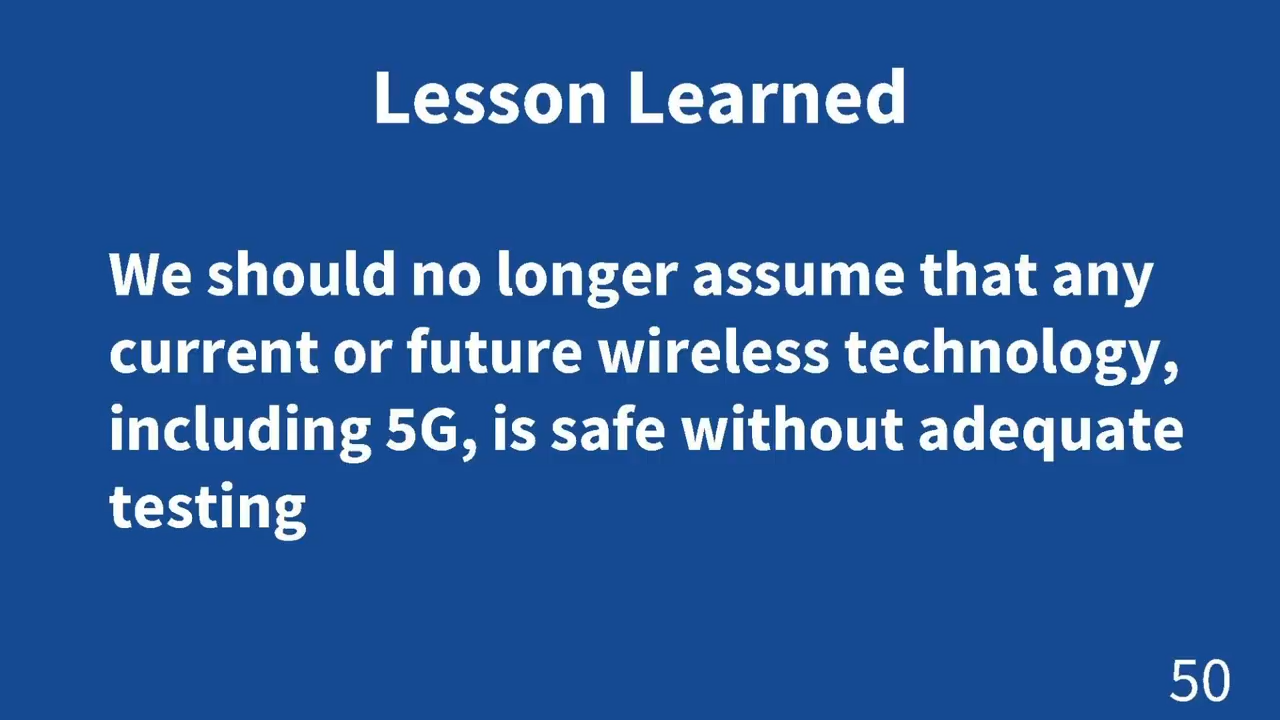 Lesson Learned
We should no longer assume that any
current or future wireless technology,
including 5G, is safe without adequate
testing
50